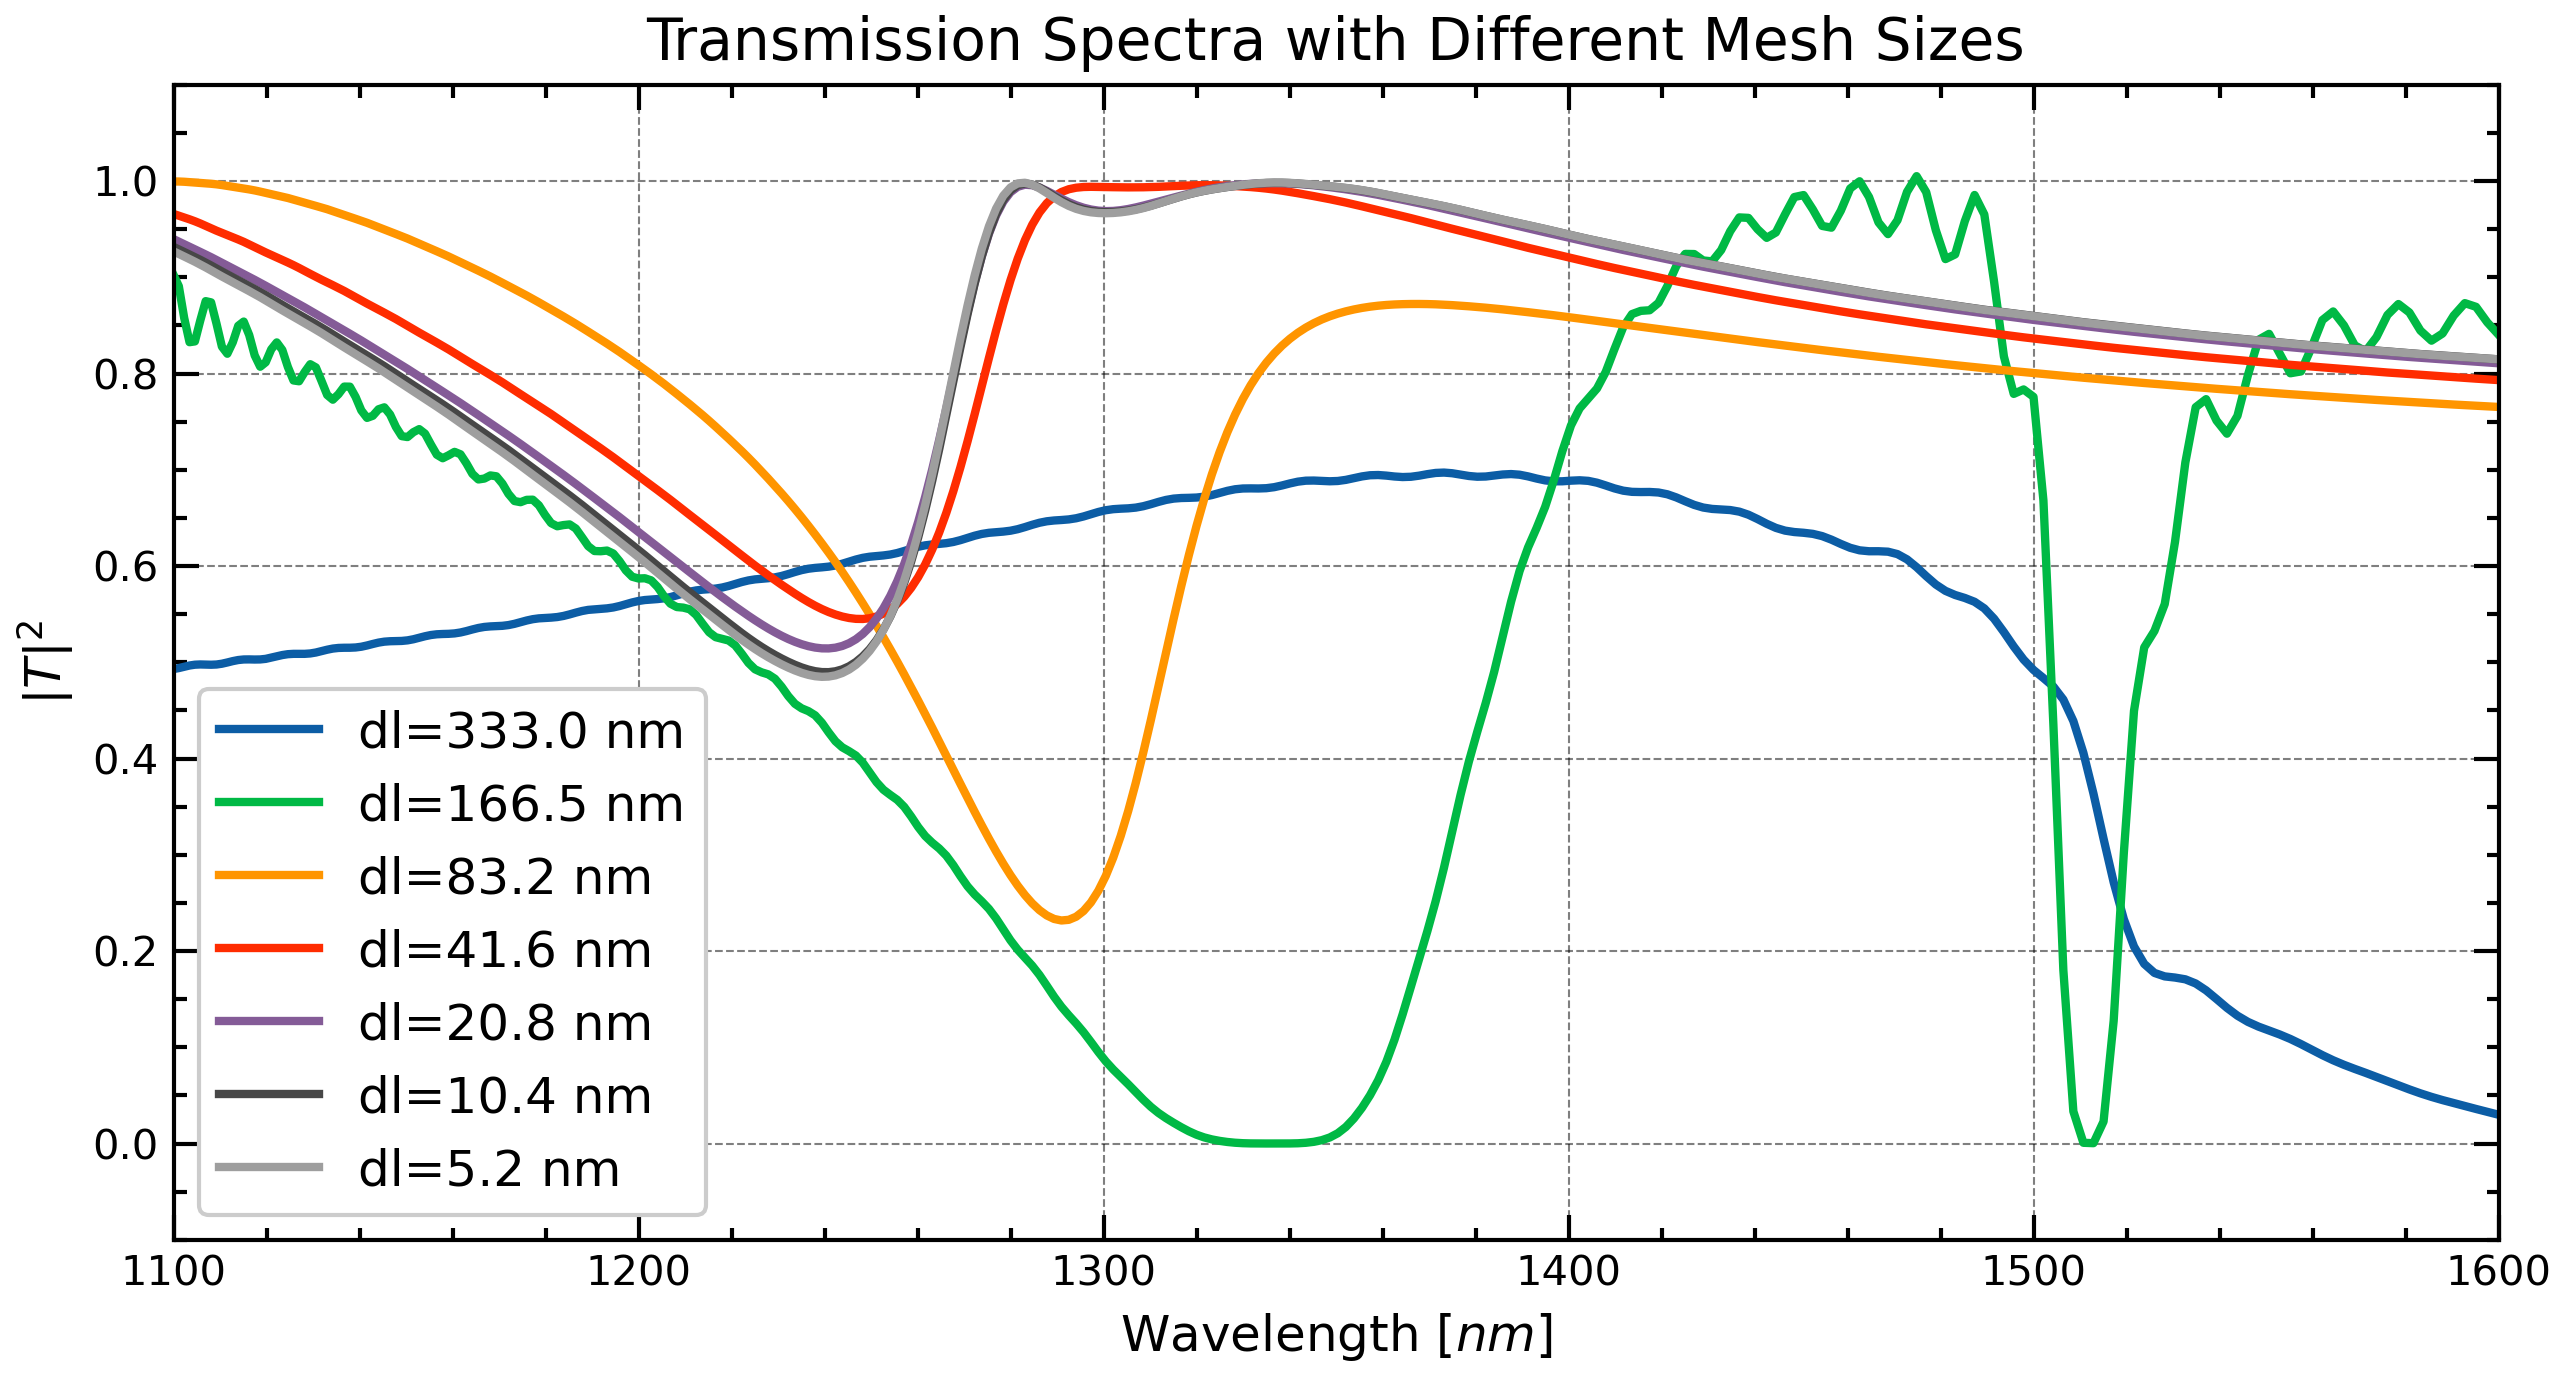 Transmission Spectra with Different Mesh Sizes
|T|²
1.0
0.8
0.6
0.4
0.2
0.0
dl=333.0 nm
dl=166.5 nm
dl=83.2 nm
dl=41.6 nm
dl=20.8 nm
dl=10.4 nm
dl=5.2 nm
1100 1200 1300 1400 1500 1600
Wavelength [nm]